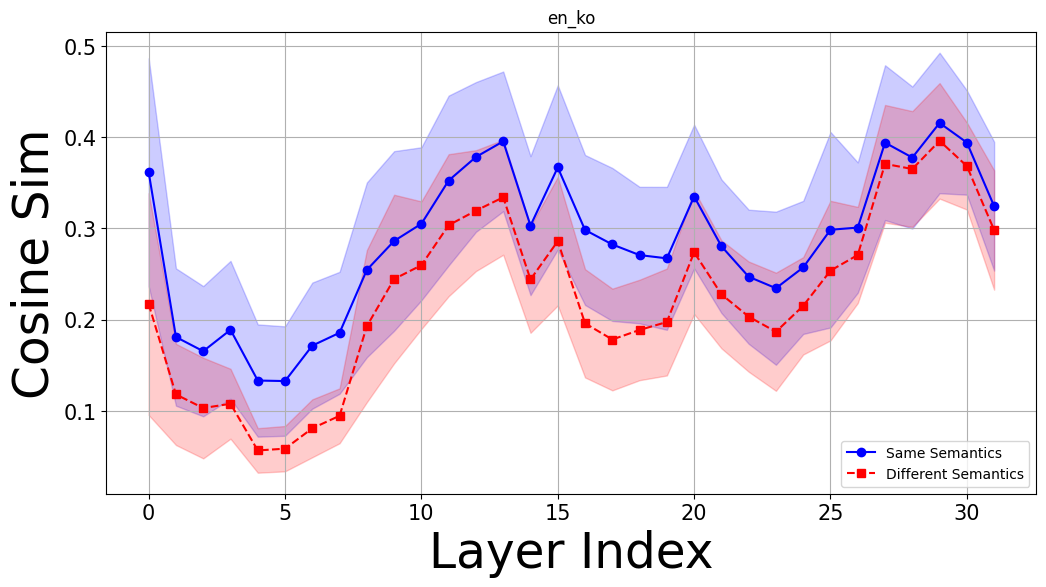 en_ko
0.5
0.4
0.3
0.2
0.1
Cosine Sim
Same Semantics
Different Semantics
0 5 10 15 20 25 30
Layer Index